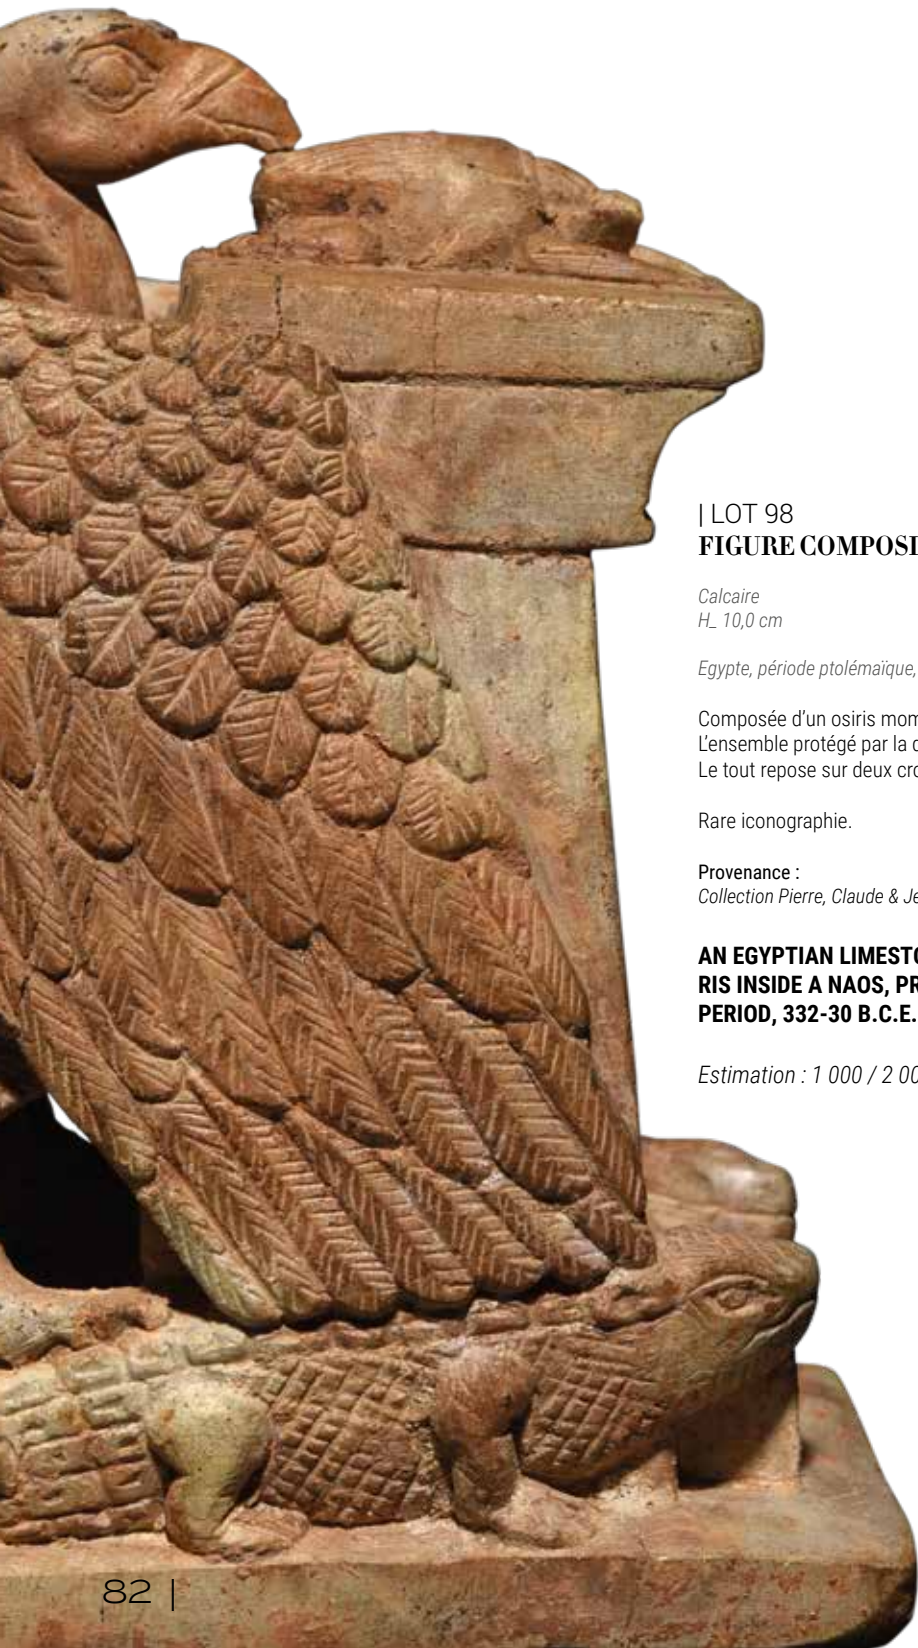 | LOT 98
FIGURE COMPOSI
Calcaire
H_ 10,0 cm
Egypte, période ptolémaïque,
Composée d'un osiris mom
L'ensemble protégé par la d
Le tout repose sur deux cro
Rare iconographie.
Provenance :
Collection Pierre, Claude & Je
AN EGYPTIAN LIMESTO
RIS INSIDE A NAOS, PR
PERIOD, 332-30 B.C.E.
Estimation : 1 000 / 2 00
82 |